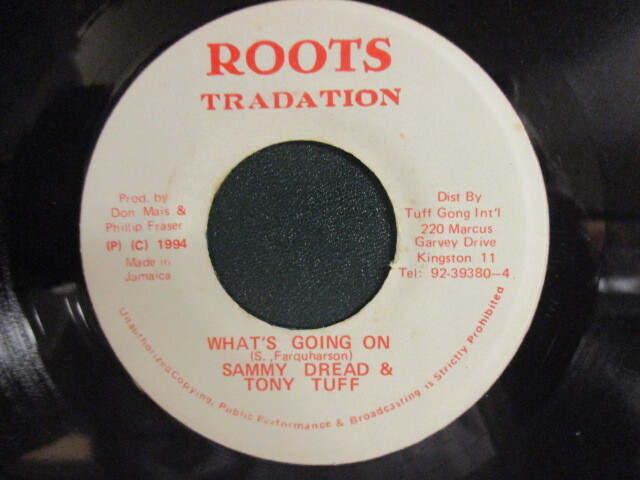 ROOTS
TRADATION
Prod. by
Don Mais &
Phillip Fraser
(P) (C) 1994
Made in
Jamaica
Dist By
Tuff Gong Int'l
220 Marcus
Garvey Drive
Kingston 11
Tel: 92-39380-4
WHAT'S GOING ON
(S. ,Farquharson)
SAMMY DREAD &
TONY TUFF
Unauthorized Copying, Public Performance & Broadcasting is Strictly Prohibited